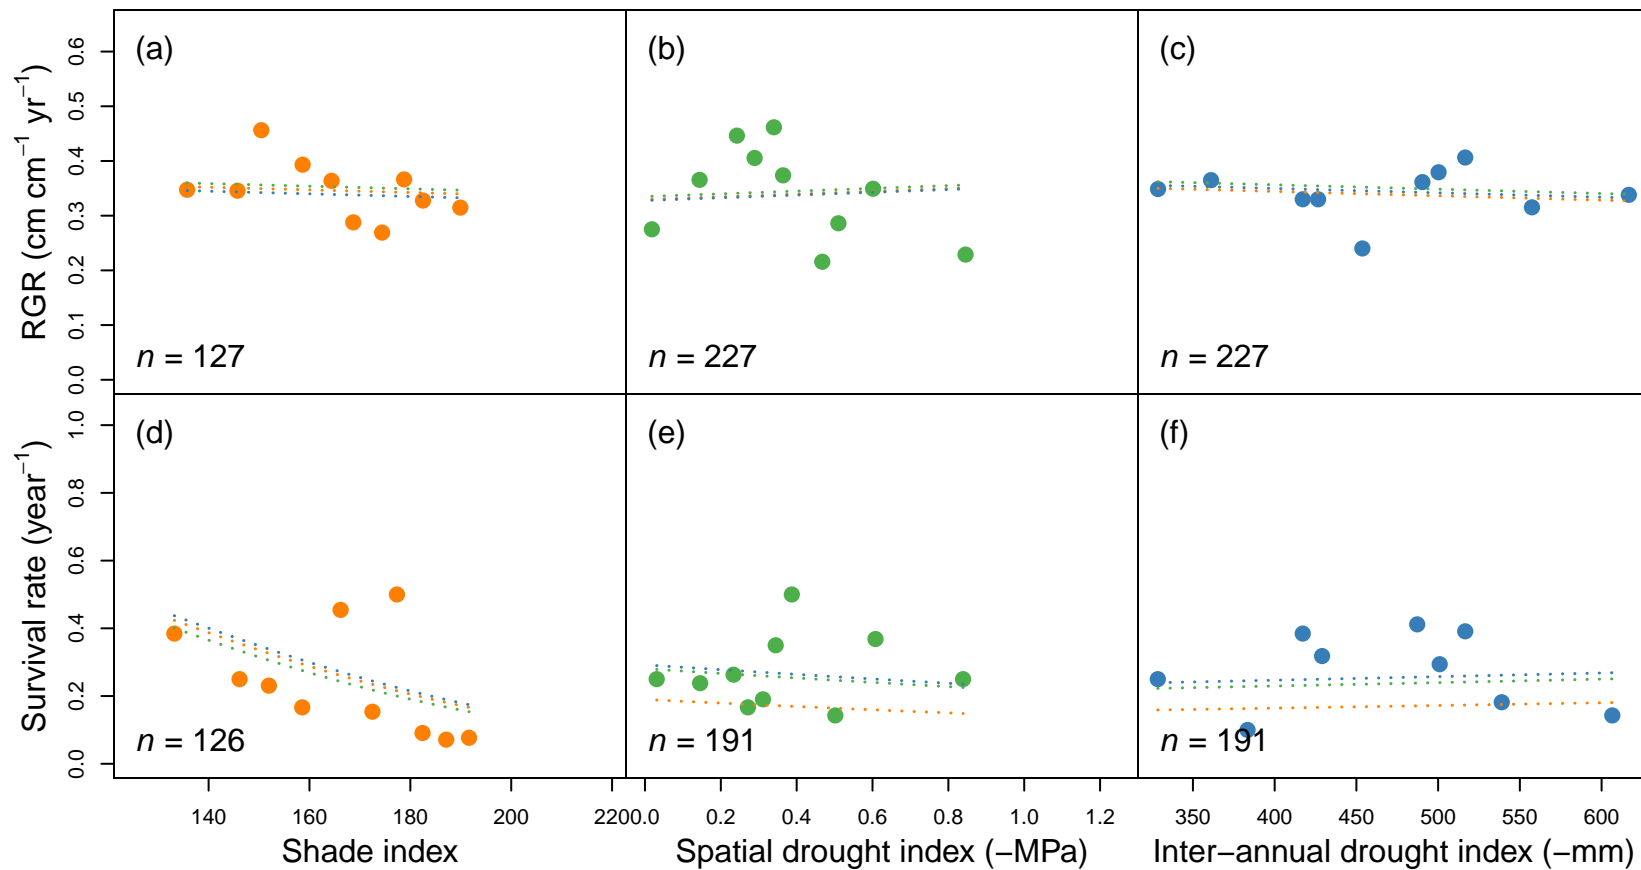 (a)
(b)
(c)
RGR (cm cm⁻¹ yr⁻¹)
0.0 0.1 0.2 0.3 0.4 0.5 0.6
n = 127
n = 227
n = 227
(d)
(e)
(f)
Survival rate (year⁻¹)
0.0 0.2 0.4 0.6 0.8 1.0
n = 126
n = 191
n = 191
140 160 180 200 220
0.0 0.2 0.4 0.6 0.8 1.0 1.2
350 400 450 500 550 600
Shade index
Spatial drought index (−MPa)
Inter−annual drought index (−mm)